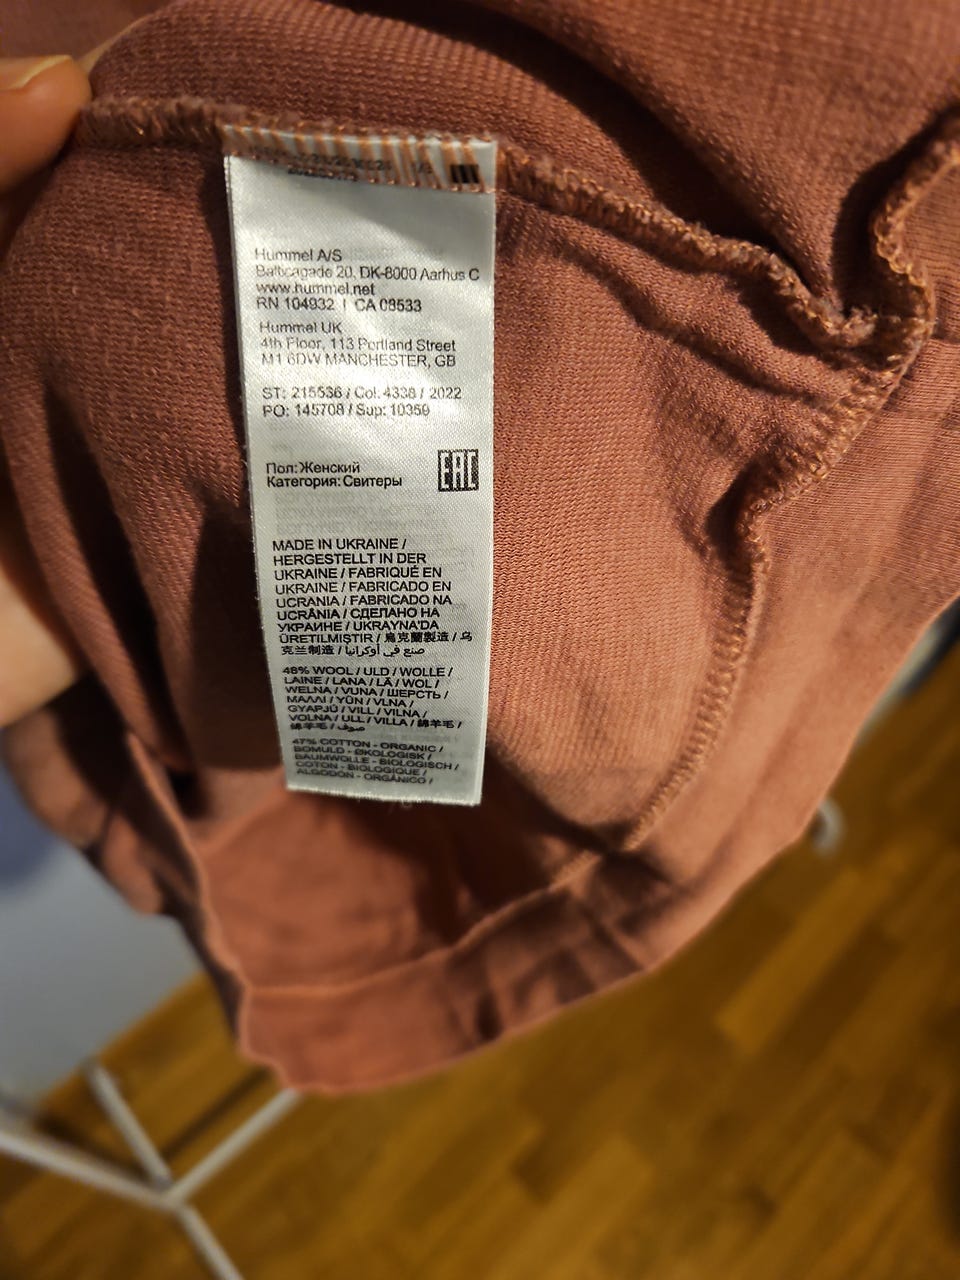 Hummel A/S
Balticagade 20, DK-8000 Aarhus C
www.hummel.net
RN 104932 | CA 08533
Hummel UK
4th Floor, 113 Portland Street
M1 6DW MANCHESTER, GB
ST: 215536 / Col. 4338 / 2022
PO: 145708 / Sup: 10359
Пол: Женский
Категория: Свитеры
EAC
MADE IN UKRAINE /
HERGESTELLT IN DER
UKRAINE / FABRIQUÉ EN
UKRAINE / FABRICADO EN
UCRANIA / FABRICADO NA
UCRÂNIA / СДЕЛАНО НА
УКРАИНЕ / UKRAYNA'DA
ÜRETILMIŞTIR / 烏克蘭製造 / 乌
克兰制造 / صنع في أوكرانيا
48% WOOL / ULD / WOLLE /
LAINE / LANA / LÃ / WOL /
WEŁNA / VUNA / ШЕРСТЬ /
ΜΑΛΛΙ / YÜN / VLNA /
GYAPJÚ / VILL / VILNA /
VOLNA / ULL / VILLA / 綿羊毛 /
绵羊毛 / صوف /
47% COTTON - ORGANIC /
BOMULD - ØKOLOGISK /
BAUMWOLLE - BIOLOGISCH /
COTON - BIOLOGIQUE /
ALGODÓN - ORGÁNICO /